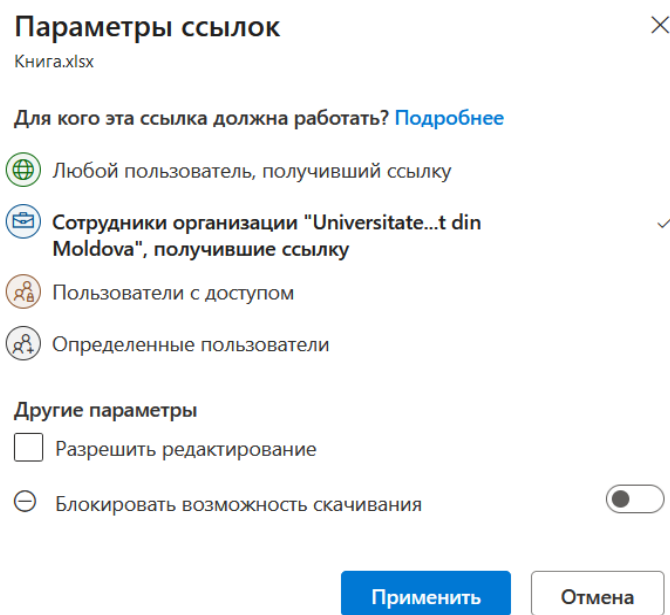 Параметры ссылок
Книга.xlsx
Для кого эта ссылка должна работать? Подробнее
Любой пользователь, получивший ссылку
Сотрудники организации "Universitate...t din
Moldova", получившие ссылку
Пользователи с доступом
Определенные пользователи
Другие параметры
Разрешить редактирование
Блокировать возможность скачивания
Применить
Отмена